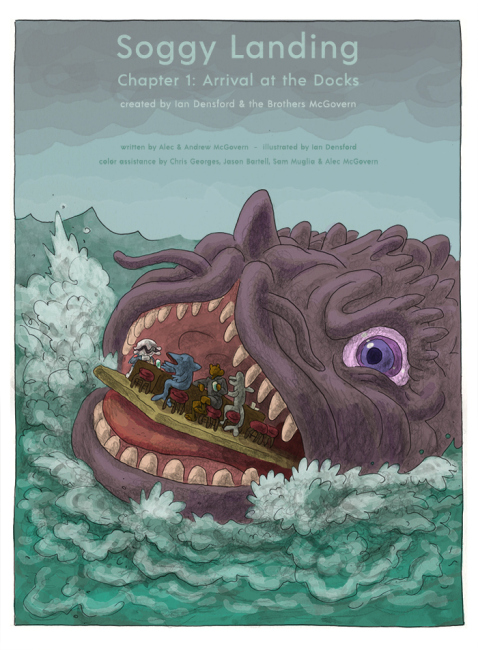 Soggy Landing
Chapter 1: Arrival at the Docks
created by Ian Densford & the Brothers McGovern
written by Alec & Andrew McGovern - illustrated by Ian Densford
color assistance by Chris Georges, Jason Bartell, Sam Muglia & Alec McGovern